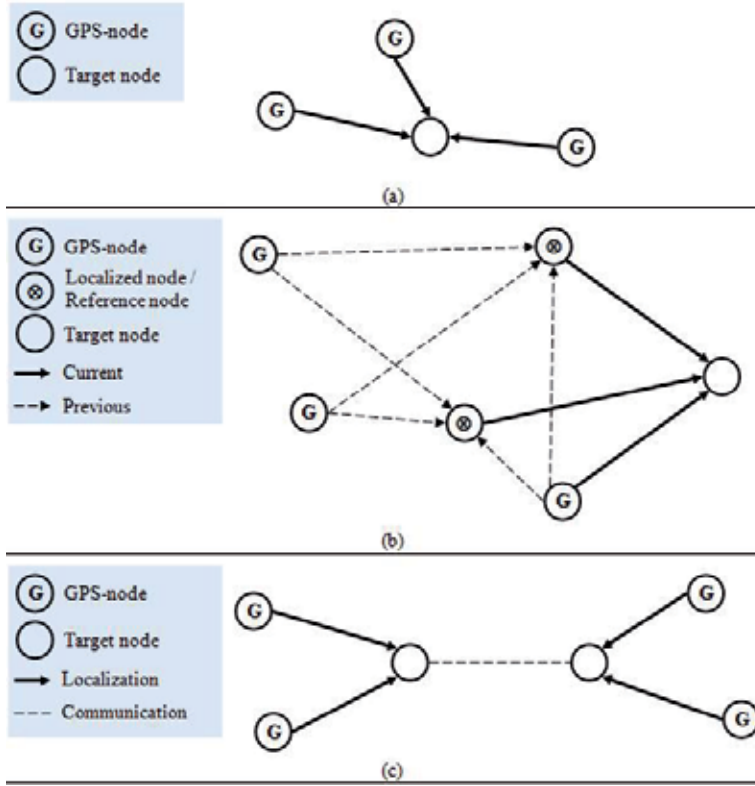 G GPS-node
Target node
G
G
G
(a)
G GPS-node
⊗ Localized node /
Reference node
Target node
Current
Previous
G
⊗
G
⊗
G
(b)
G GPS-node
Target node
Localization
Communication
G
G
G
G
(c)